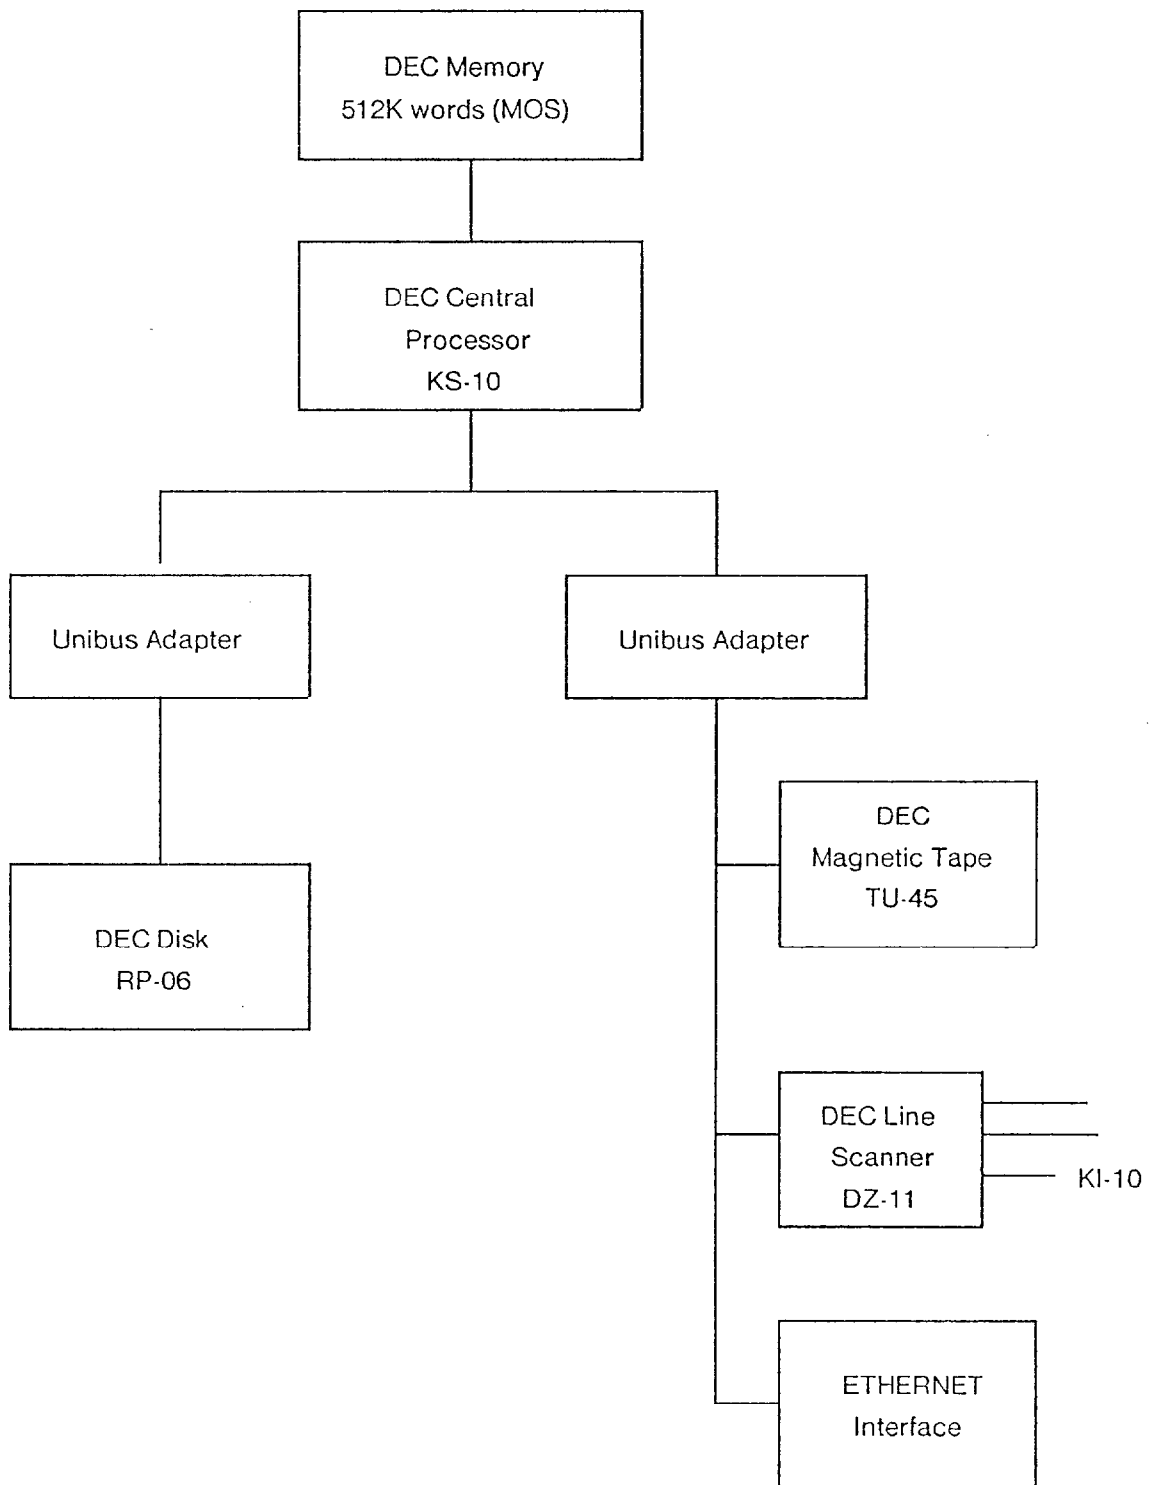 DEC Memory
512K words (MOS)
DEC Central
Processor
KS-10
Unibus Adapter
Unibus Adapter
DEC Disk
RP-06
DEC
Magnetic Tape
TU-45
DEC Line
Scanner
DZ-11
KI-10
ETHERNET
Interface